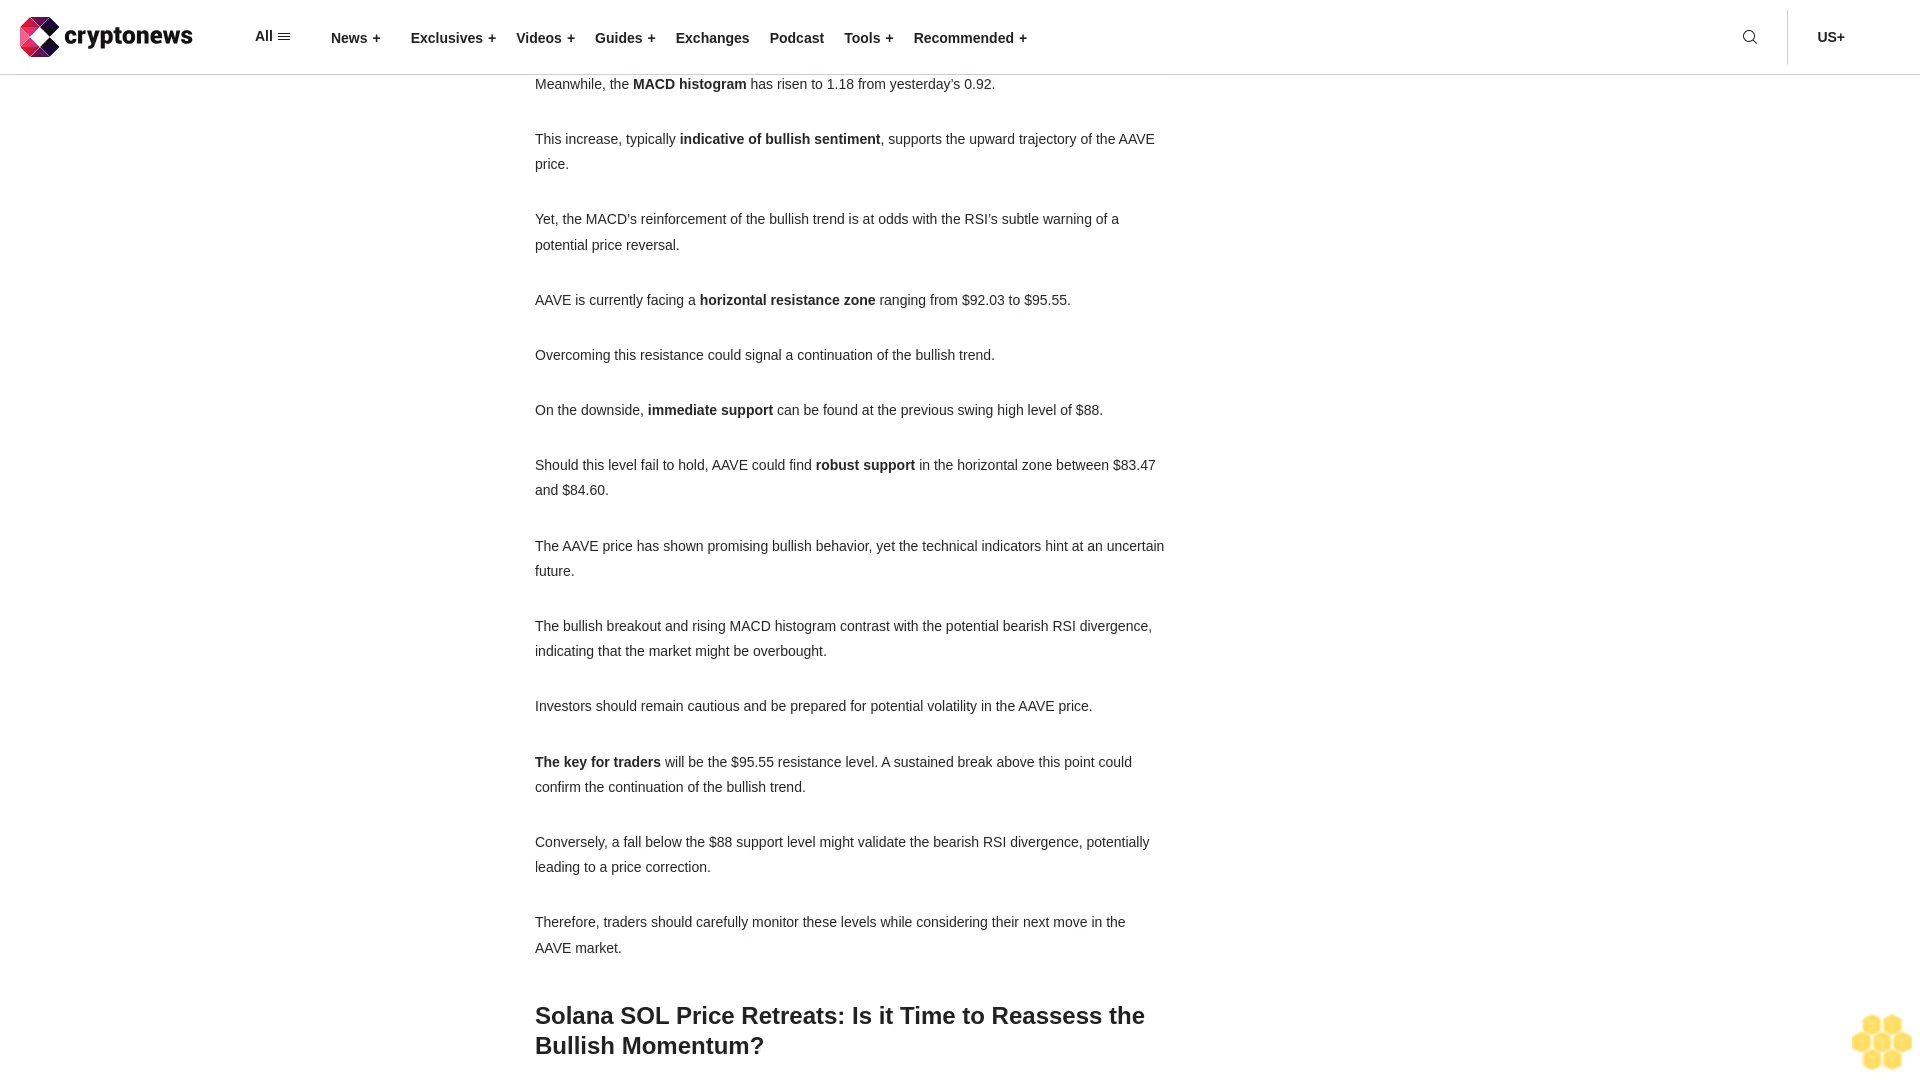 cryptonews
All
News +
Exclusives +
Videos +
Guides +
Exchanges
Podcast
Tools +
Recommended +
US+
Meanwhile, the MACD histogram has risen to 1.18 from yesterday’s 0.92.
This increase, typically indicative of bullish sentiment, supports the upward trajectory of the AAVE
price.
Yet, the MACD’s reinforcement of the bullish trend is at odds with the RSI’s subtle warning of a
potential price reversal.
AAVE is currently facing a horizontal resistance zone ranging from $92.03 to $95.55.
Overcoming this resistance could signal a continuation of the bullish trend.
On the downside, immediate support can be found at the previous swing high level of $88.
Should this level fail to hold, AAVE could find robust support in the horizontal zone between $83.47
and $84.60.
The AAVE price has shown promising bullish behavior, yet the technical indicators hint at an uncertain
future.
The bullish breakout and rising MACD histogram contrast with the potential bearish RSI divergence,
indicating that the market might be overbought.
Investors should remain cautious and be prepared for potential volatility in the AAVE price.
The key for traders will be the $95.55 resistance level. A sustained break above this point could
confirm the continuation of the bullish trend.
Conversely, a fall below the $88 support level might validate the bearish RSI divergence, potentially
leading to a price correction.
Therefore, traders should carefully monitor these levels while considering their next move in the
AAVE market.
Solana SOL Price Retreats: Is it Time to Reassess the
Bullish Momentum?